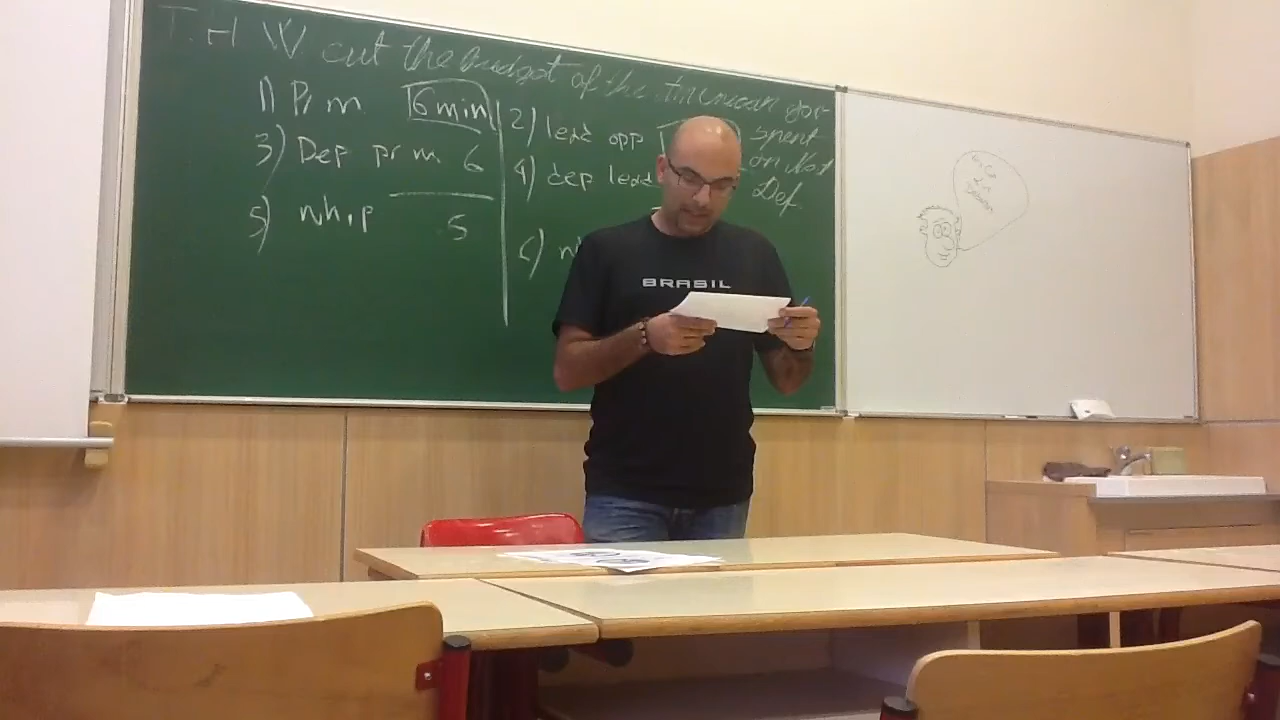 T.H W cut the budget of the American gov-
spent
on Nat
Def.
1) Pr m 6 min
2) lead opp
3) Dep pr m 6
4) dep lead
5) whip 5
6)
BRASIL